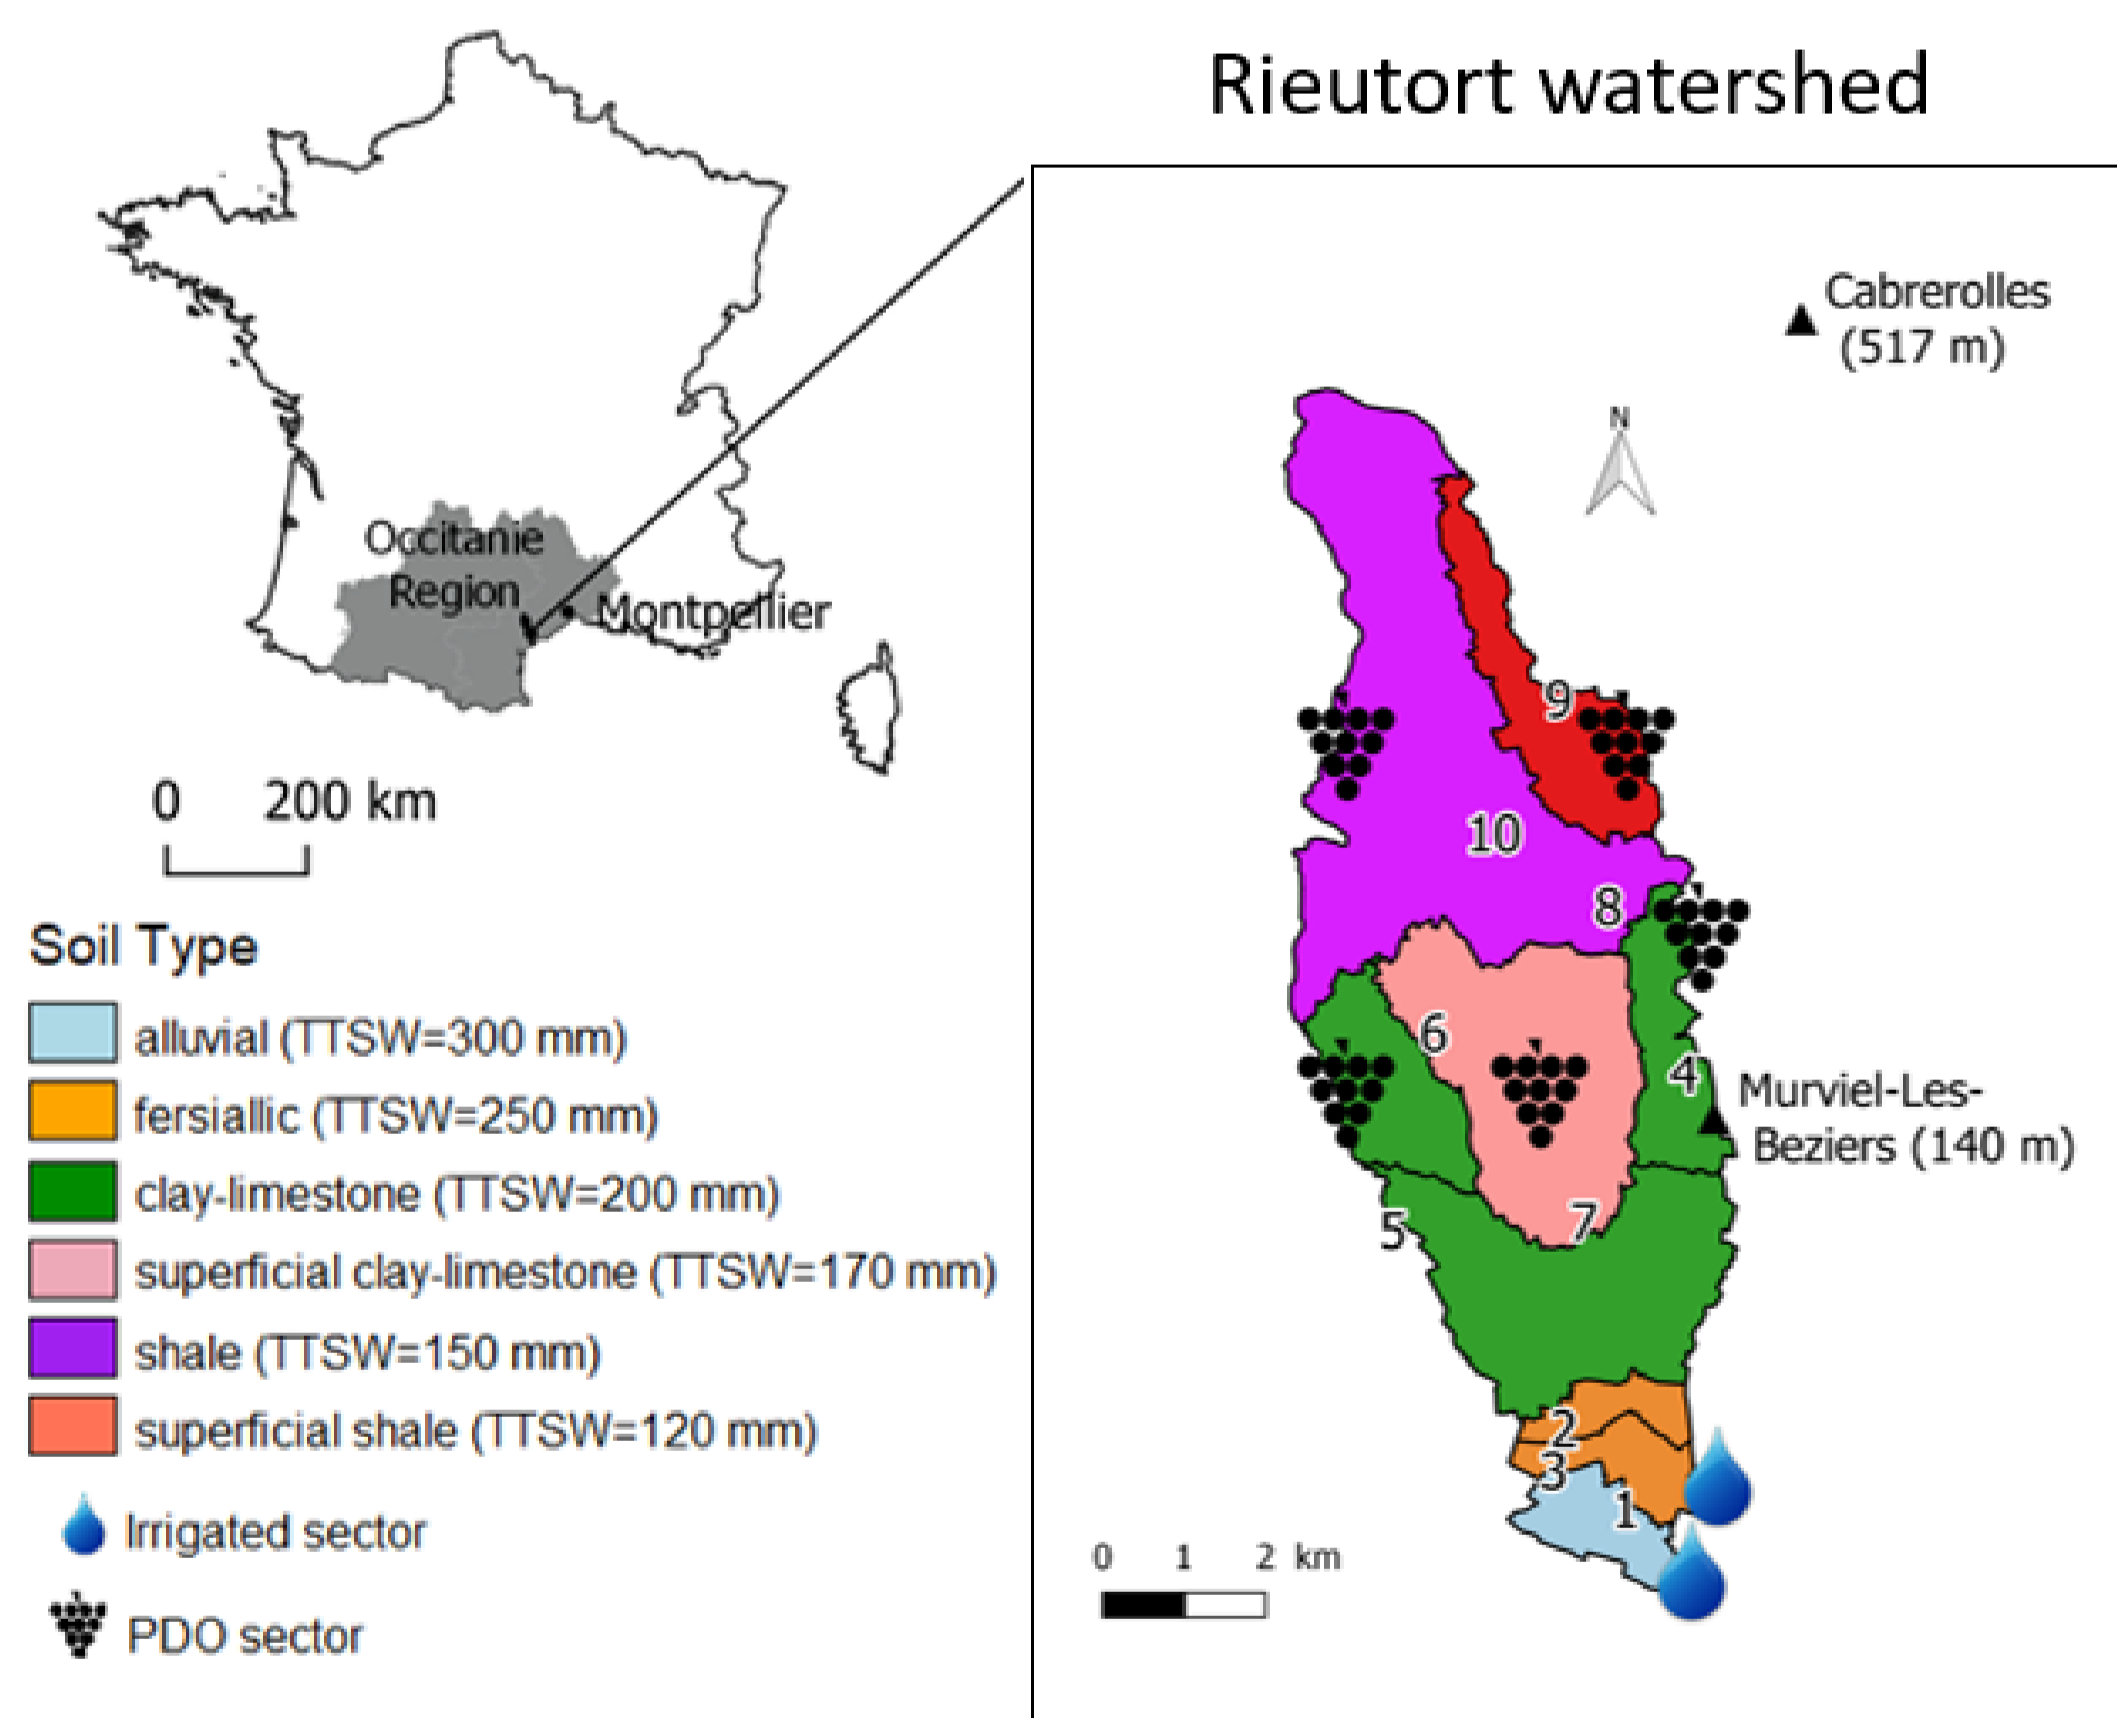 Rieutort watershed
Occitanie
Region
Montpellier
0 200 km
Soil Type
alluvial (TTSW=300 mm)
fersiallic (TTSW=250 mm)
clay-limestone (TTSW=200 mm)
superficial clay-limestone (TTSW=170 mm)
shale (TTSW=150 mm)
superficial shale (TTSW=120 mm)
Irrigated sector
PDO sector
Cabrerolles
(517 m)
N
9
10
8
6
4
Murviel-Les-
Beziers (140 m)
5
7
2
3
1
0 1 2 km